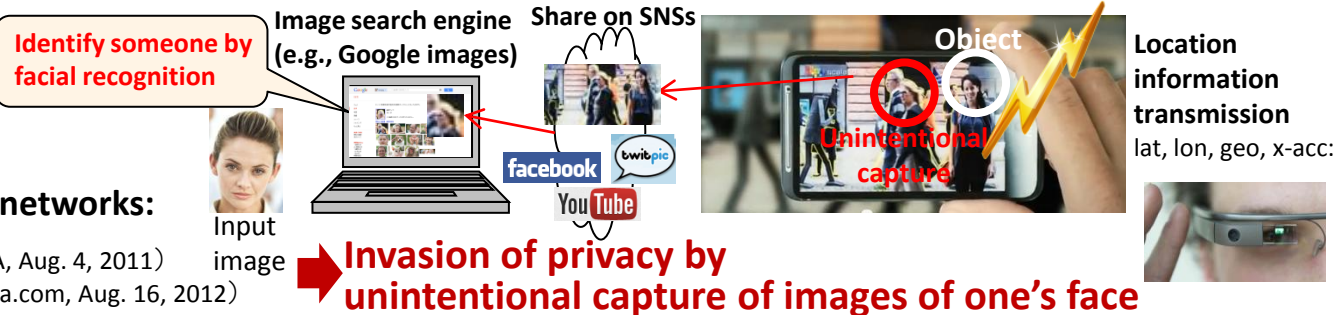 Identify someone by
facial recognition
Image search engine
(e.g., Google images)
Share on SNSs
Object
Unintentional
capture
Location
information
transmission
lat, lon, geo, x-acc:
facebook
twitpic
YouTube
networks:
Input
image
, Aug. 4, 2011）
a.com, Aug. 16, 2012）
Invasion of privacy by
unintentional capture of images of one’s face